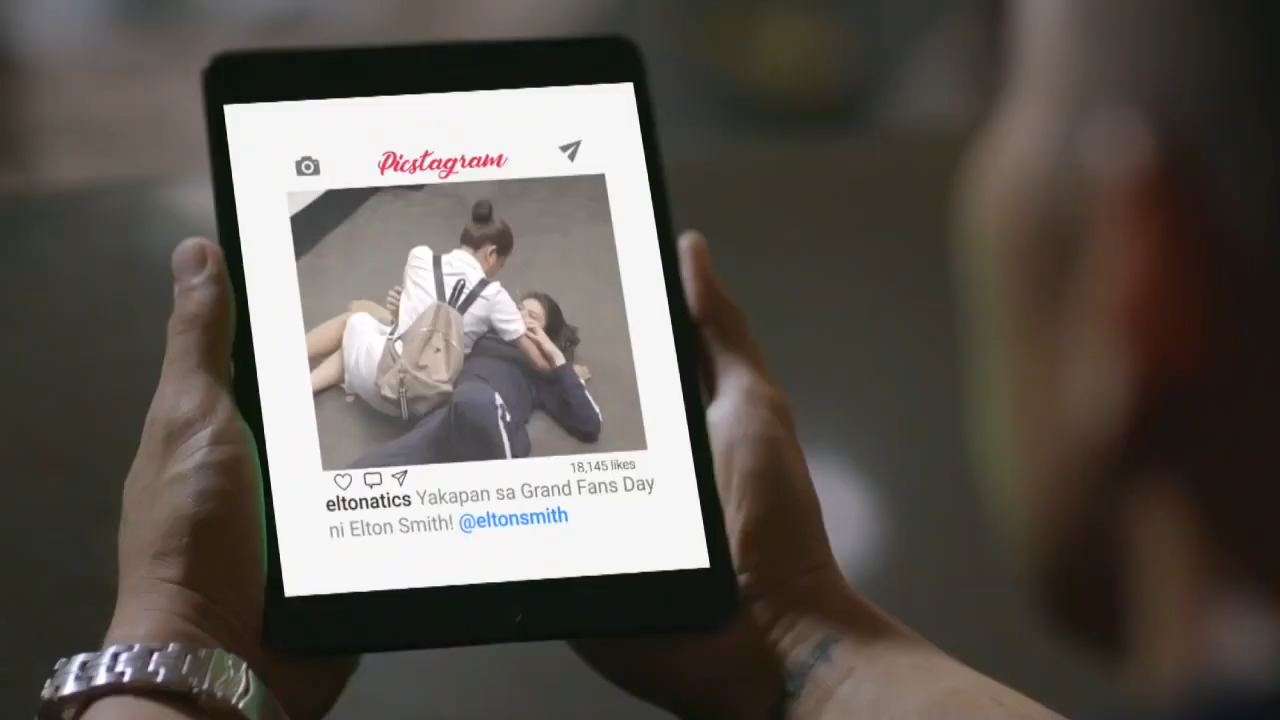 Picstagram
18,145 likes
eltonatics Yakapan sa Grand Fans Day
ni Elton Smith! @eltonsmith